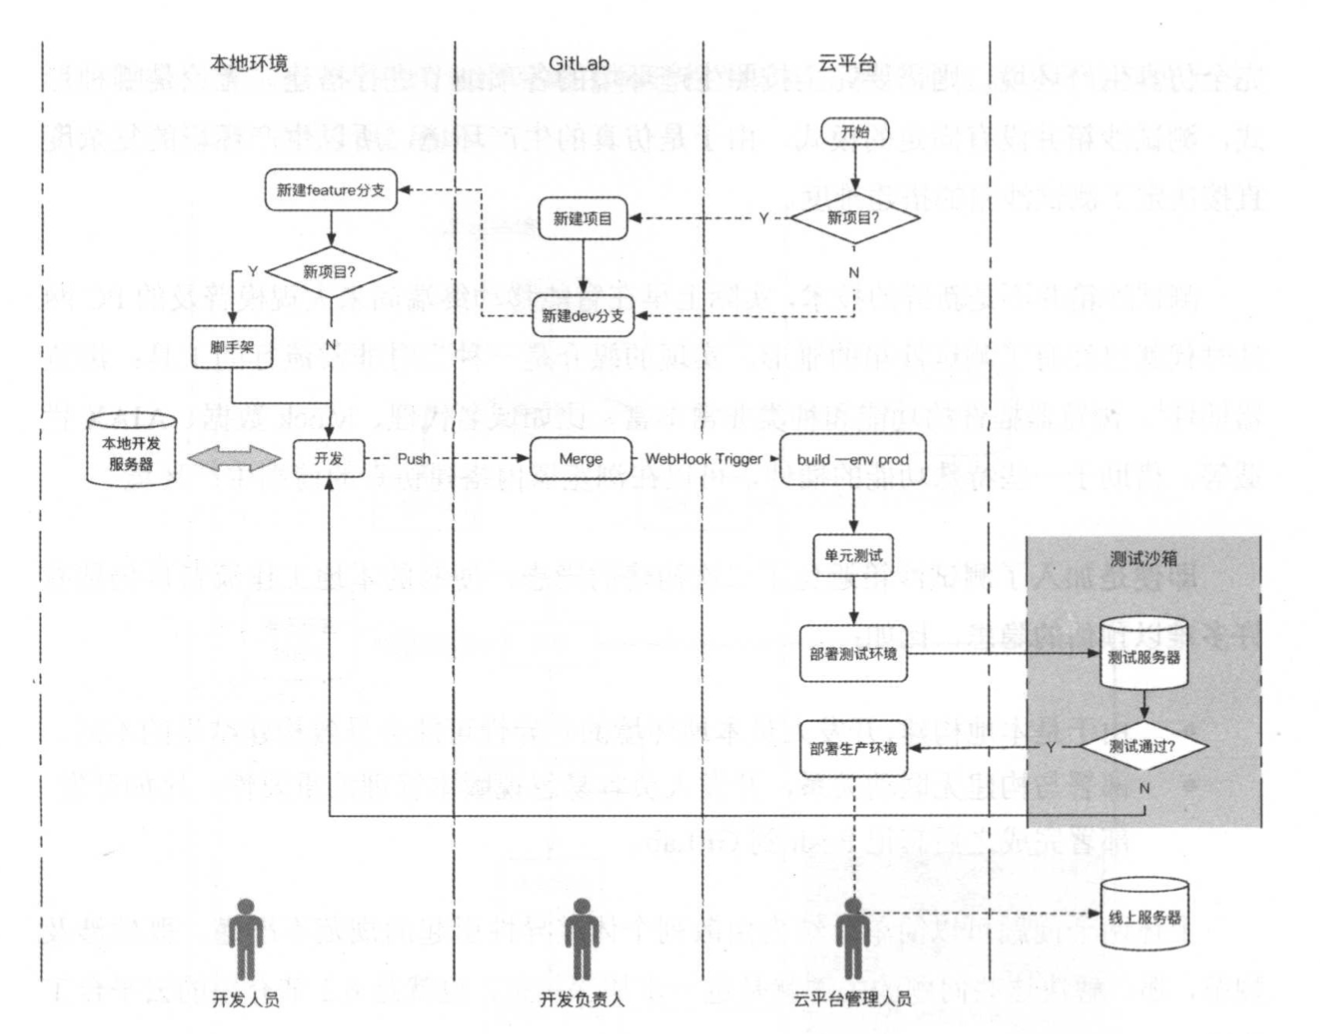 本地环境
GitLab
云平台
开始
新建feature分支
新建项目
Y
新项目?
N
Y
新项目?
新建dev分支
脚手架
N
本地开发
服务器
开发
Push
Merge
WebHook Trigger
build —env prod
单元测试
测试沙箱
部署测试环境
测试服务器
部署生产环境
Y
测试通过?
N
线上服务器
开发人员
开发负责人
云平台管理人员